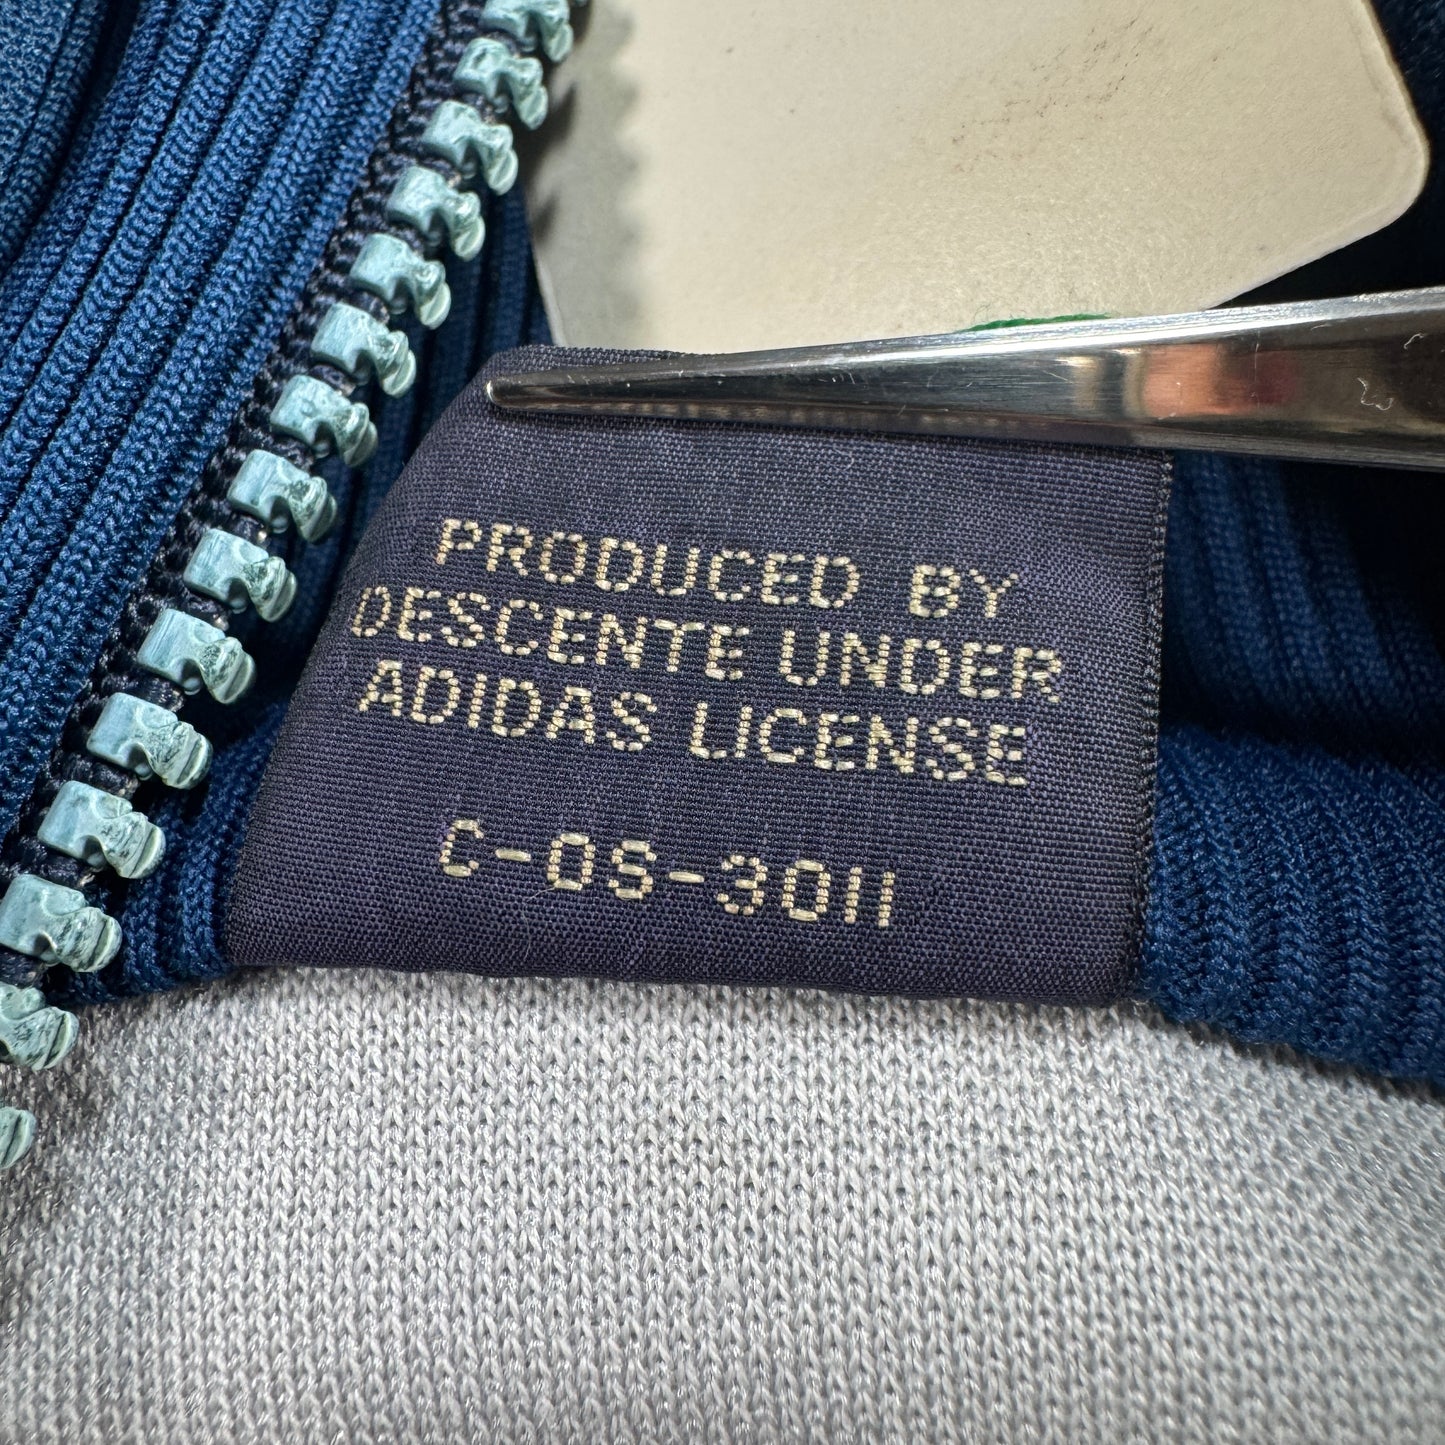 PRODUCED BY
DESCENTE UNDER
ADIDAS LICENSE
C-OS-3011